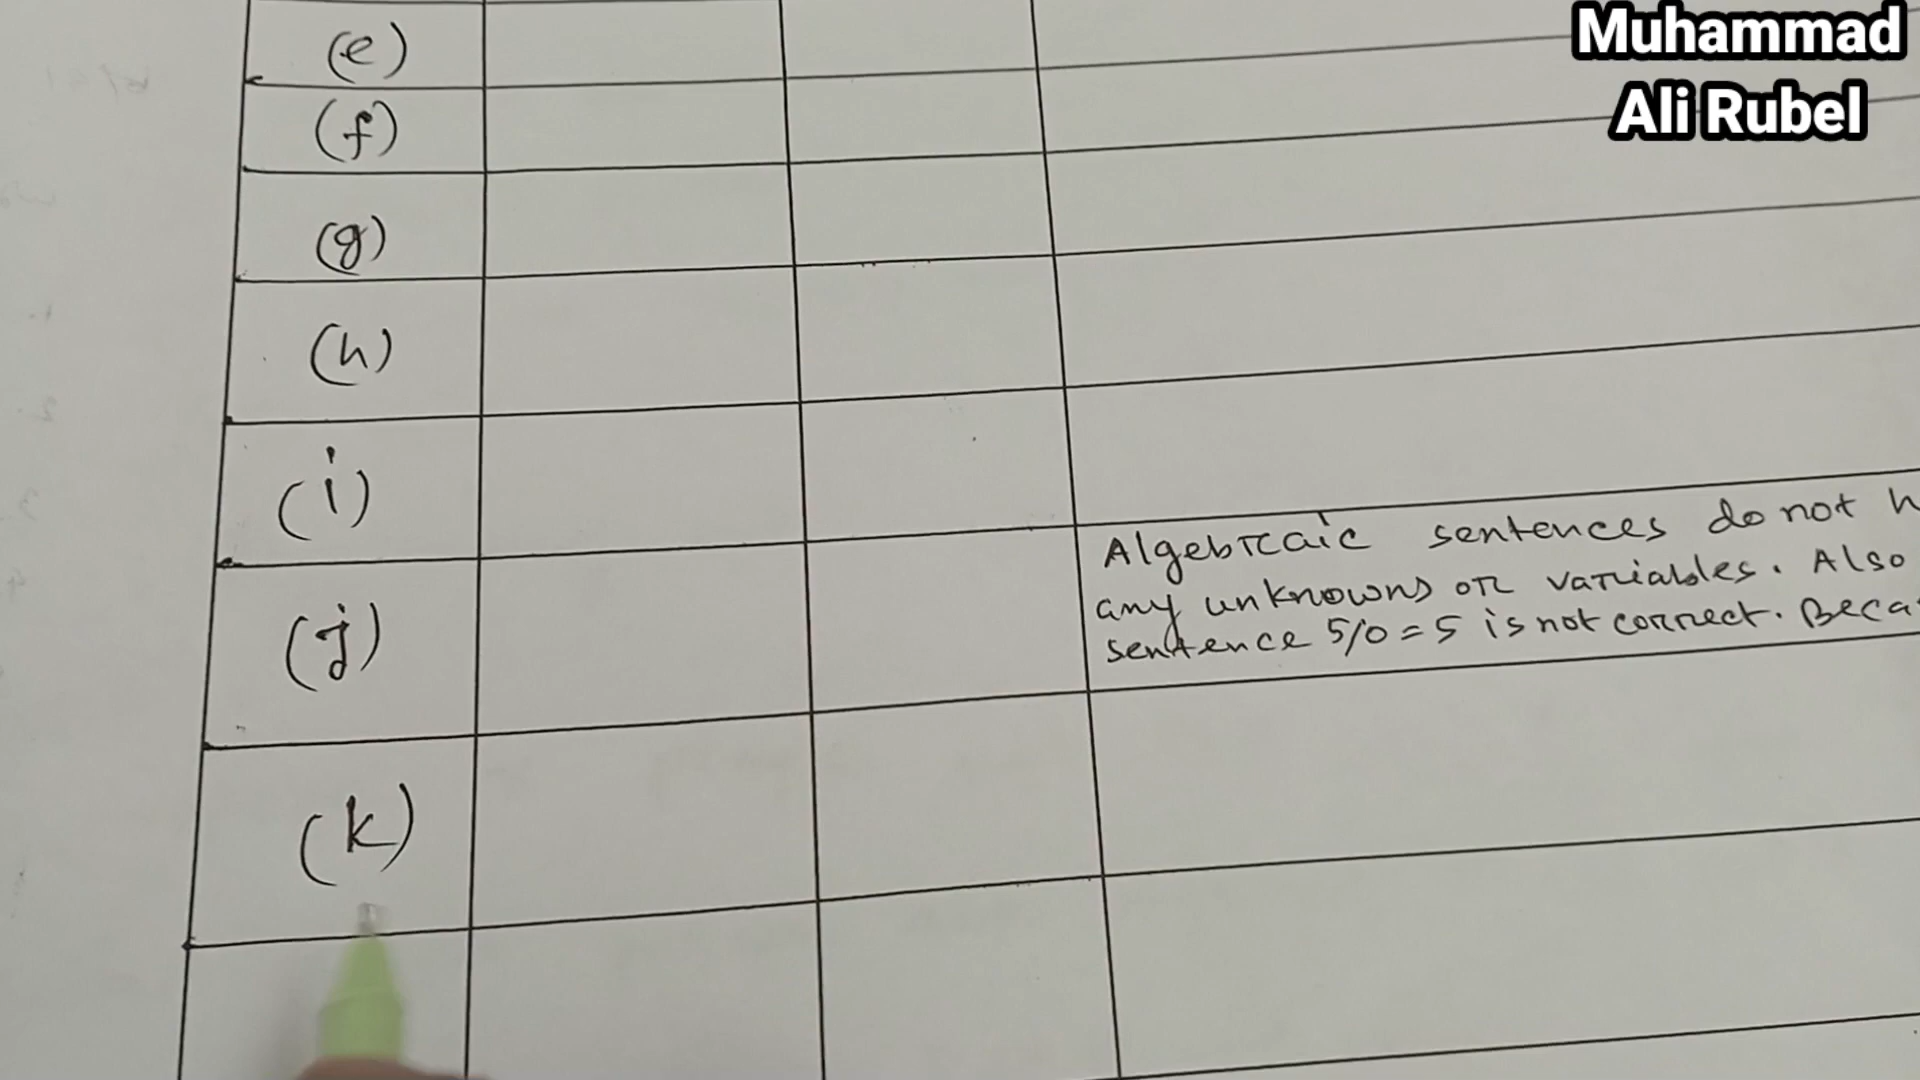 Muhammad
Ali Rubel
(e)
(f)
(g)
(h)
(i)
(j)
Algebraic sentences do not h
any unknowns or variables. Also
sentence 5/0 = 5 is not correct. Beca
(k)